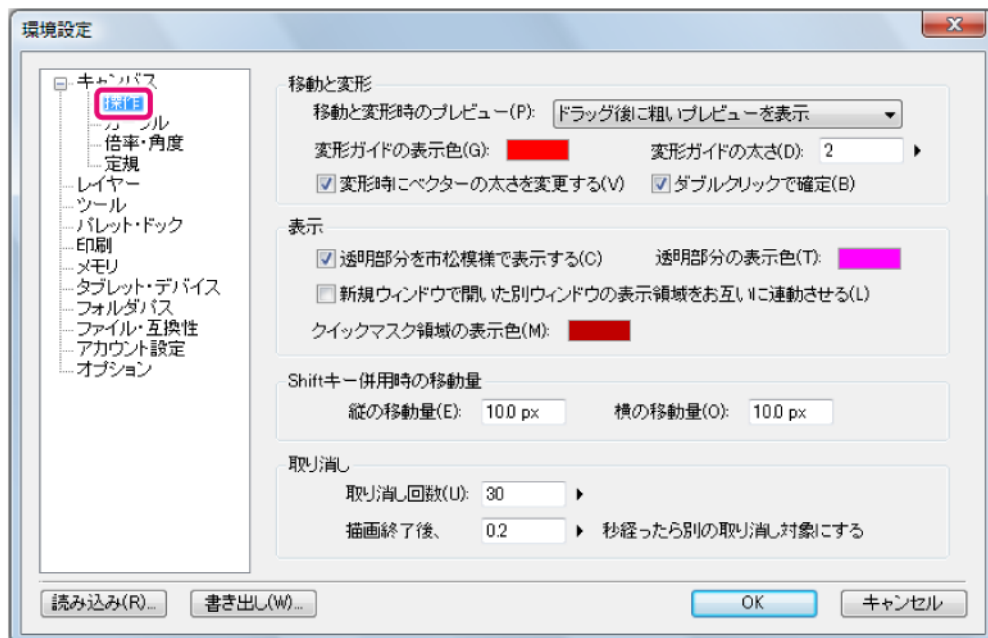 環境設定
キャンバス
操作
カーソル
倍率・角度
定規
レイヤー
ツール
パレット・ドック
印刷
メモリ
タブレット・デバイス
フォルダパス
ファイル・互換性
アカウント設定
オプション
移動と変形
移動と変形時のプレビュー(P): ドラッグ後に粗いプレビューを表示
変形ガイドの表示色(G): 変形ガイドの太さ(D): 2
変形時にベクターの太さを変更する(V) ダブルクリックで確定(B)
表示
透明部分を市松模様で表示する(C) 透明部分の表示色(T):
新規ウィンドウで開いた別ウィンドウの表示領域をお互いに連動させる(L)
クイックマスク領域の表示色(M):
Shiftキー併用時の移動量
縦の移動量(E): 10.0 px 横の移動量(O): 10.0 px
取り消し
取り消し回数(U): 30
描画終了後、 0.2 秒経ったら別の取り消し対象にする
読み込み(R)... 書き出し(W)... OK キャンセル